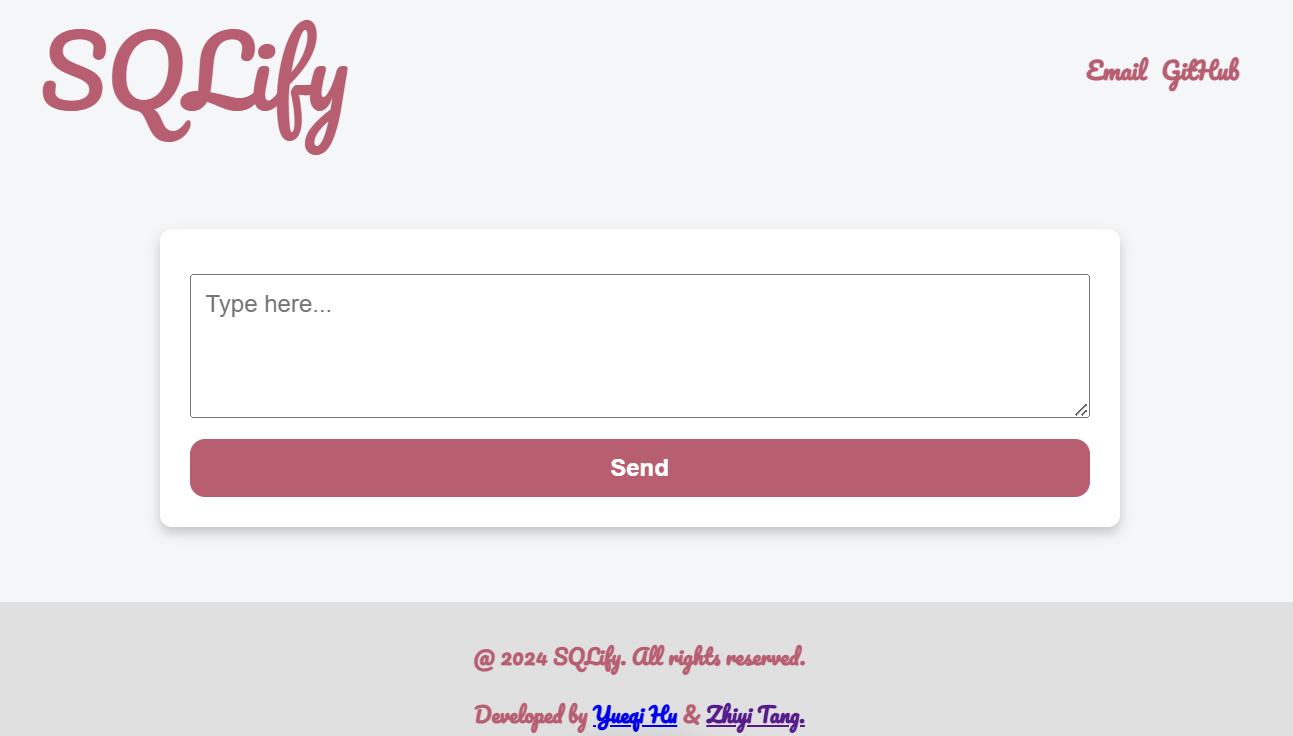 SQLify
Email GitHub
Type here...
Send
@ 2024 SQLify. All rights reserved.
Developed by Yueqi Hu & Zhiyi Tang.